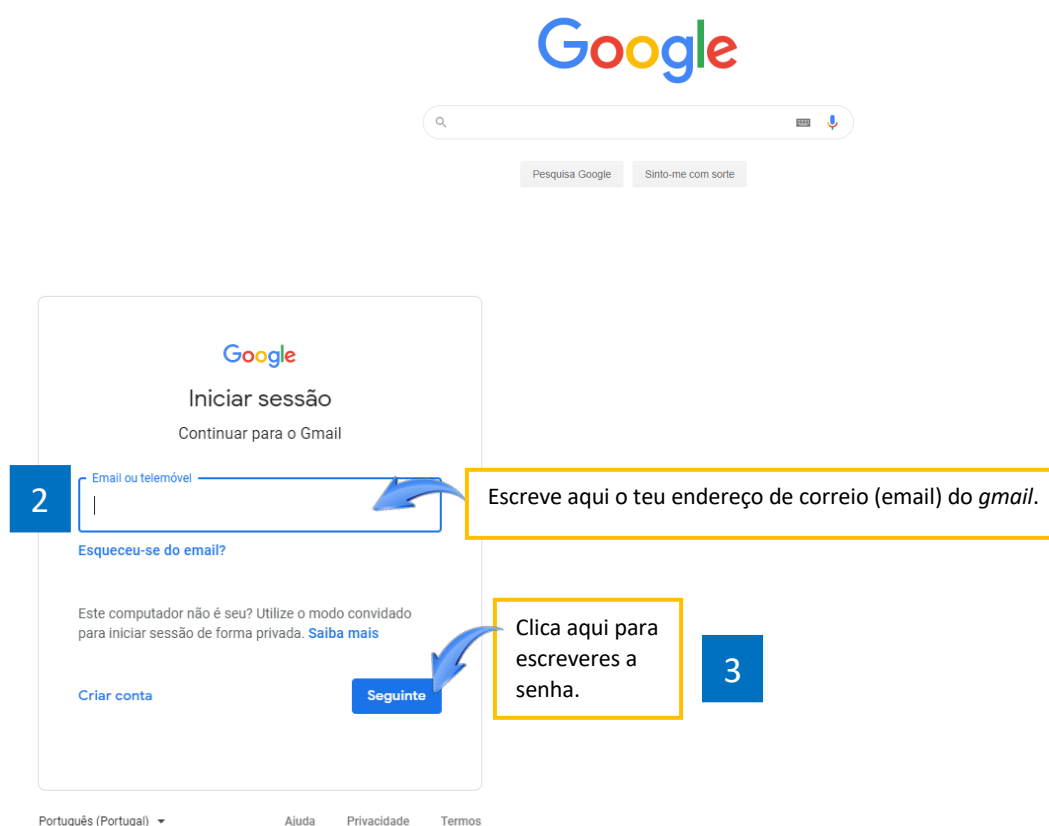 Google
Pesquisa Google
Sinto-me com sorte
Google
Iniciar sessão
Continuar para o Gmail
2
Email ou telemóvel
Escreve aqui o teu endereço de correio (email) do gmail.
Esqueceu-se do email?
Este computador não é seu? Utilize o modo convidado
para iniciar sessão de forma privada. Saiba mais
Clica aqui para
escreveres a
senha.
3
Criar conta
Seguinte
Português (Portugal)
Ajuda
Privacidade
Termos